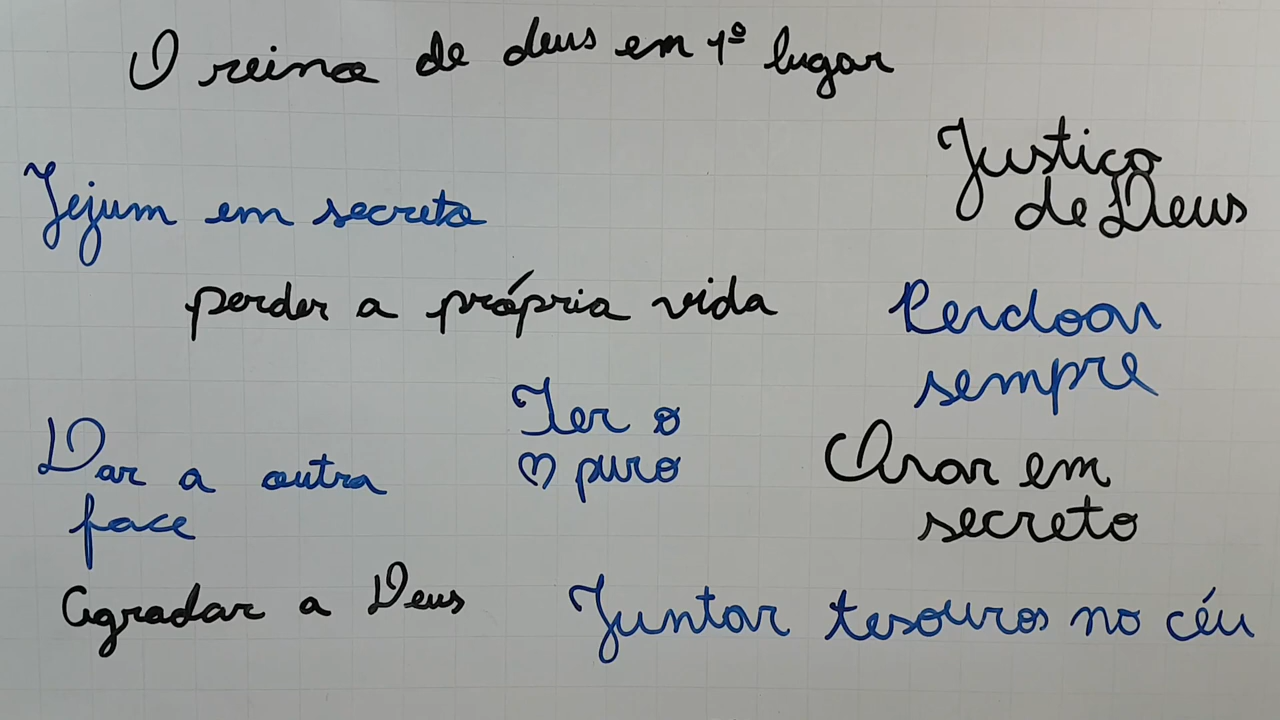 O reino de deus em 1º lugar
Justiça
de Deus
Jejum em secreto
perder a própria vida
Perdoar
sempre
Ter o
♡ puro
Dar a outra
face
Orar em
secreto
Agradar a Deus
Juntar tesouros no céu